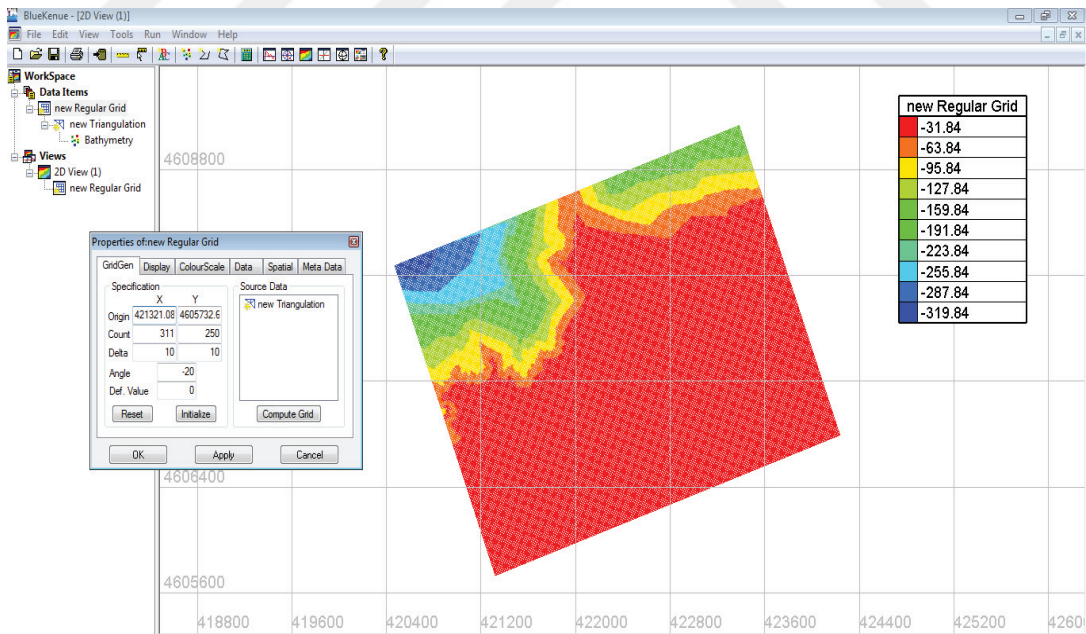 BlueKenue - [2D View (1)]
File Edit View Tools Run Window Help
WorkSpace
Data Items
new Regular Grid
new Triangulation
Bathymetry
Views
2D View (1)
new Regular Grid
4608800
4606400
4605600
418800 419600 420400 421200 422000 422800 423600 424400 425200 4260
new Regular Grid
-31.84
-63.84
-95.84
-127.84
-159.84
-191.84
-223.84
-255.84
-287.84
-319.84
Properties of:new Regular Grid
GridGen Display ColourScale Data Spatial Meta Data
Specification Source Data
X Y new Triangulation
Origin 421321.08 4605732.6
Count 311 250
Delta 10 10
Angle -20
Def. Value 0
Reset Initialize Compute Grid
OK Apply Cancel